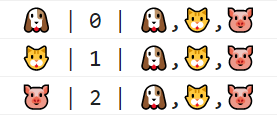 🐶 | 0 | 🐶,🐱,🐷
🐱 | 1 | 🐶,🐱,🐷
🐷 | 2 | 🐶,🐱,🐷